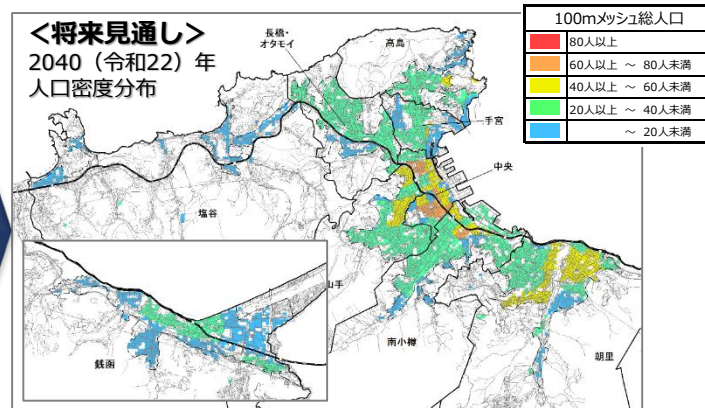 ＜将来見通し＞
2040（令和22）年
人口密度分布
100mメッシュ総人口
80人以上
60人以上 ～ 80人未満
40人以上 ～ 60人未満
20人以上 ～ 40人未満
～ 20人未満
長橋・
オタモイ
高島
手宮
中央
塩谷
山手
南小樽
朝里
銭函